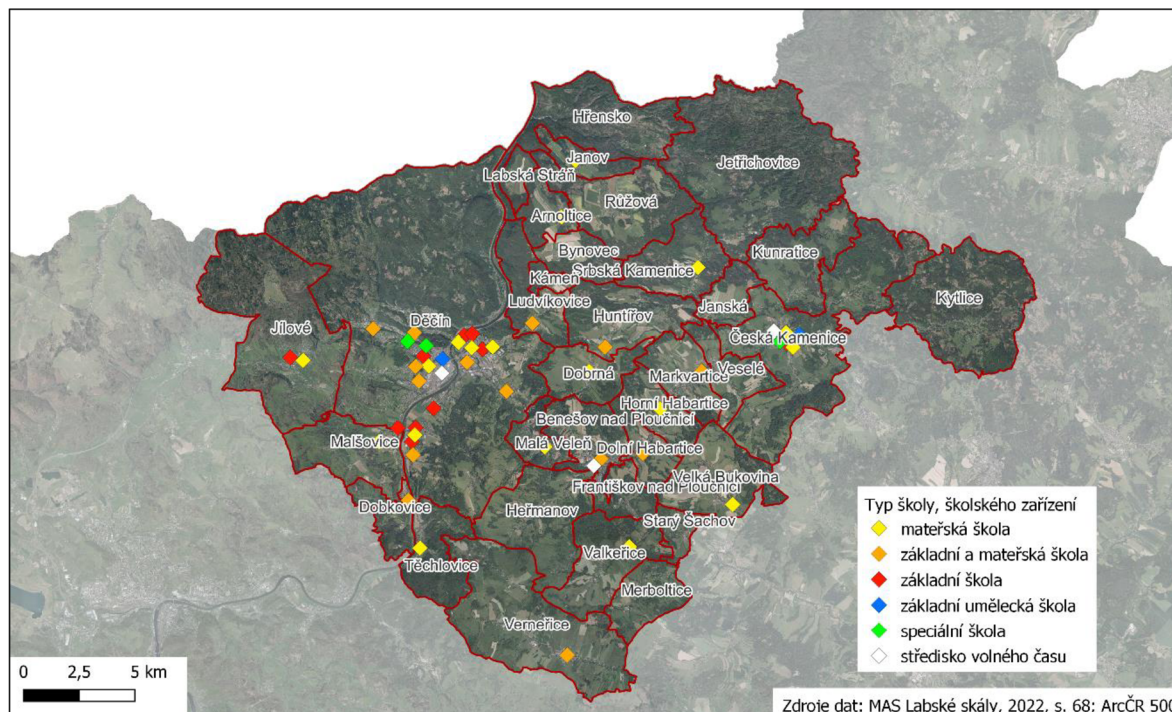 Hřensko
Janov
Jetřichovice
Labská Stráň
Růžová
Arnoltice
Bynovec
Kunratice
Srbská Kamenice
Kámen
Kytlice
Ludvíkovice
Janská
Huntířov
Děčín
Jílové
Česká Kamenice
Veselé
Dobrná
Markvartice
Horní Habartice
Benešov nad Ploučnicí
Malšovice
Malá Veleň
Dolní Habartice
Velká Bukovina
Františkov nad Ploučnicí
Dobkovice
Heřmanov
Starý Šachov
Valkeřice
Těchlovice
Merboltice
Verneřice
Typ školy, školského zařízení
mateřská škola
základní a mateřská škola
základní škola
základní umělecká škola
speciální škola
středisko volného času
0 2,5 5 km
Zdroje dat: MAS Labské skály, 2022, s. 68; ArcČR 500